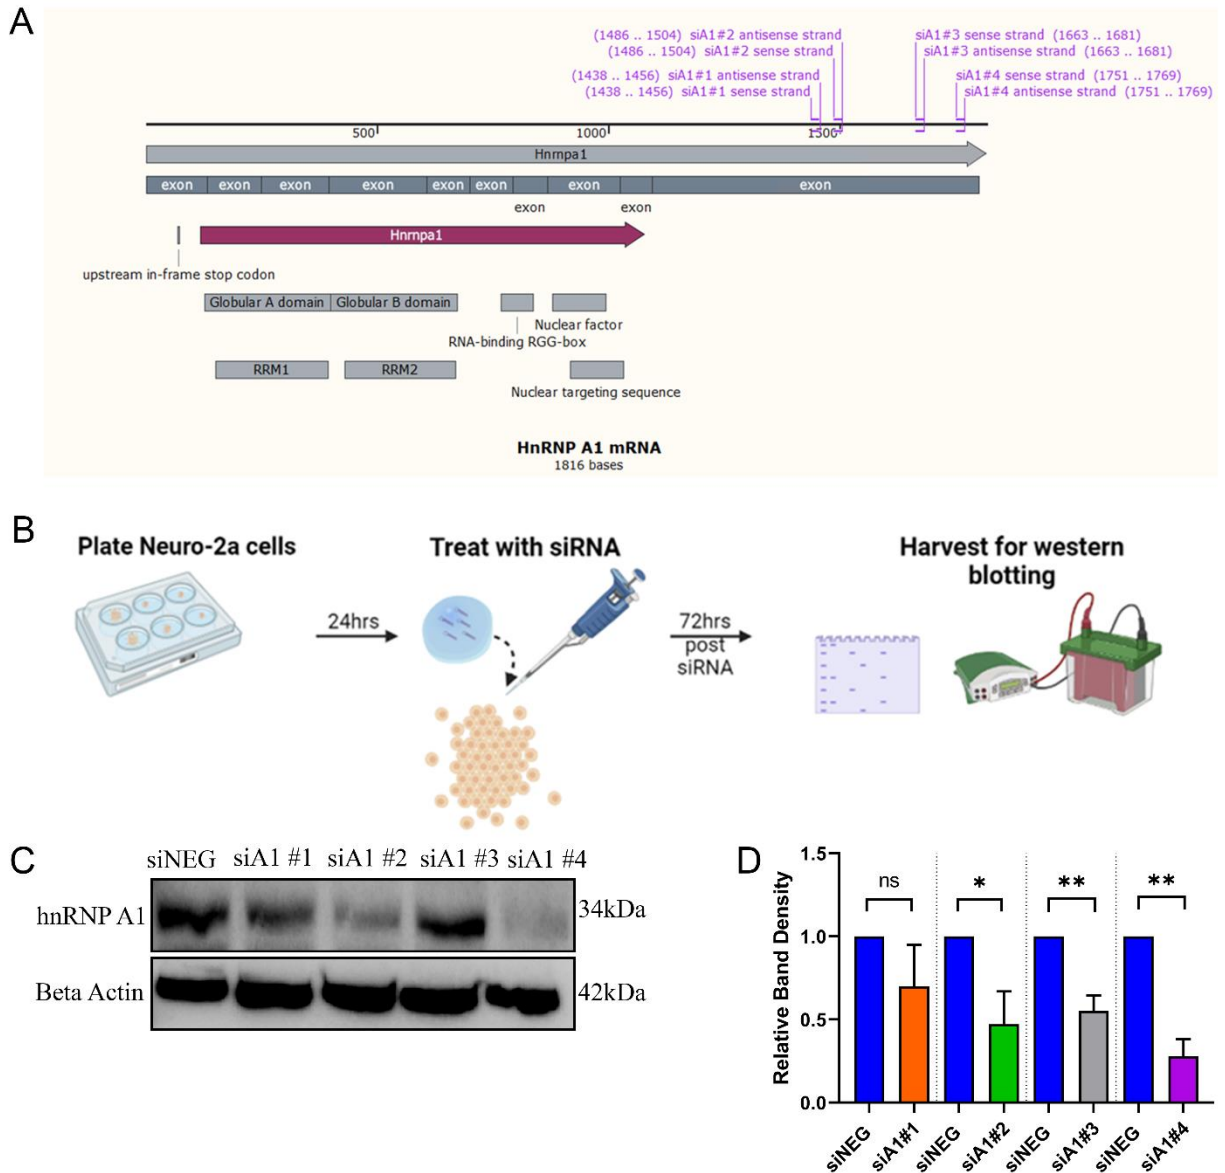 A
(1486 .. 1504) siA1#2 antisense strand
(1486 .. 1504) siA1#2 sense strand
(1438 .. 1456) siA1#1 antisense strand
(1438 .. 1456) siA1#1 sense strand
siA1#3 sense strand (1663 .. 1681)
siA1#3 antisense strand (1663 .. 1681)
siA1#4 sense strand (1751 .. 1769)
siA1#4 antisense strand (1751 .. 1769)
500 1000 1500
Hnrnpa1
exon exon exon exon exon exon exon exon
exon exon
Hnrnpa1
upstream in-frame stop codon
Globular A domain Globular B domain
Nuclear factor
RNA-binding RGG-box
RRM1 RRM2
Nuclear targeting sequence
HnRNP A1 mRNA
1816 bases
B
Plate Neuro-2a cells
24hrs
Treat with siRNA
72hrs
post
siRNA
Harvest for western
blotting
C
siNEG siA1 #1 siA1 #2 siA1 #3 siA1 #4
hnRNP A1 34kDa
Beta Actin 42kDa
D
Relative Band Density
1.5
1.0
0.5
0.0
ns * ** **
siNEG siA1#1 siNEG siA1#2 siNEG siA1#3 siNEG siA1#4